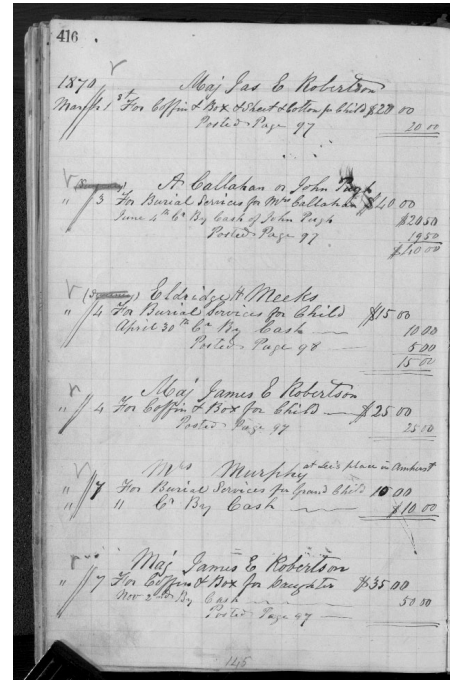 416
1870 Maj Jas E Robertson
Mar 1st For Coffin & Box & Sheet & Cotton for Child $20 00
Posted Page 97 20 00
A Callahan or John Pugh
" 3 For Burial Services for Mrs Callahan $40 00
June 4th Cr By Cash of John Pugh $20 50
Posted Page 97 19 50
$40.00
Eldridge H Meeks
" 4 For Burial Services for Child $15 00
April 30th Cr By Cash 10 00
Posted Page 98 5 00
15 00
Maj James E Robertson
" 4 For Coffin & Box for Child $25 00
Posted Page 97 25 00
Mrs Murphy at place in Amherst
" 7 For Burial Services for Grand Child 10 00
" " Cr By Cash $10 00
Maj James E Robertson
" 7 For Coffin & Box for Daughter $35 00
Nov 2nd By Cash 50 00
Posted Page 97
145